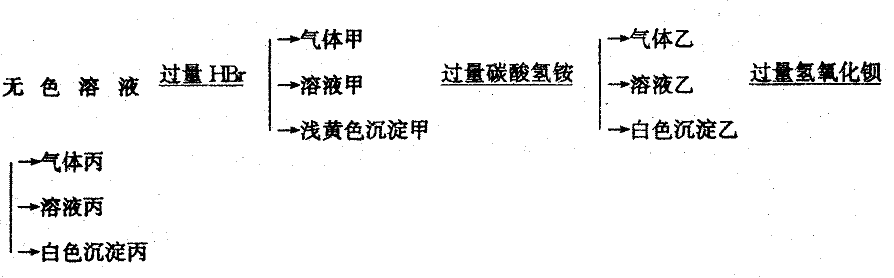 →气体甲 →气体乙
无色溶液 过量HBr →溶液甲 过量碳酸氢铵 →溶液乙 过量氢氧化钡
→浅黄色沉淀甲 →白色沉淀乙
→气体丙
→溶液丙
→白色沉淀丙